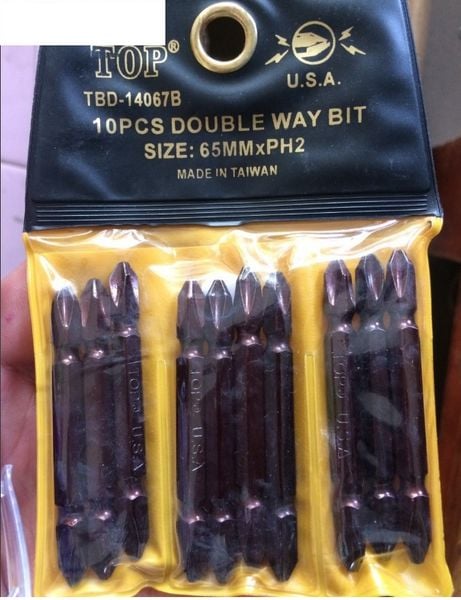 TOP®
U.S.A.
TBD-14067B
10PCS DOUBLE WAY BIT
SIZE: 65MMxPH2
MADE IN TAIWAN
TOP U.S.A
TOP U.S.A
TOP U.S.A